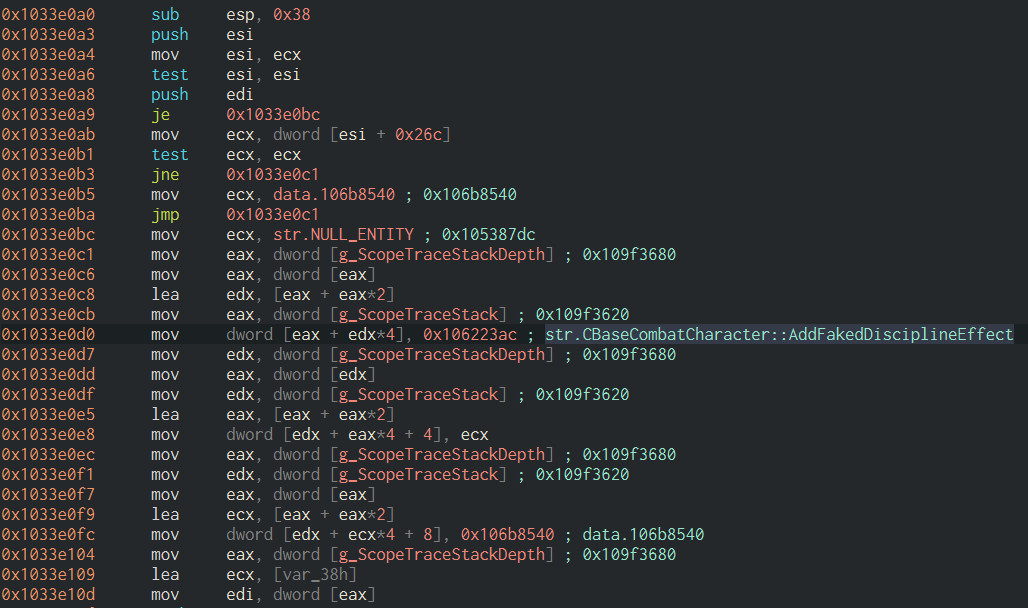 0x1033e0a0 sub esp, 0x38
0x1033e0a3 push esi
0x1033e0a4 mov esi, ecx
0x1033e0a6 test esi, esi
0x1033e0a8 push edi
0x1033e0a9 je 0x1033e0bc
0x1033e0ab mov ecx, dword [esi + 0x26c]
0x1033e0b1 test ecx, ecx
0x1033e0b3 jne 0x1033e0c1
0x1033e0b5 mov ecx, data.106b8540 ; 0x106b8540
0x1033e0ba jmp 0x1033e0c1
0x1033e0bc mov ecx, str.NULL_ENTITY ; 0x105387dc
0x1033e0c1 mov eax, dword [g_ScopeTraceStackDepth] ; 0x109f3680
0x1033e0c6 mov eax, dword [eax]
0x1033e0c8 lea edx, [eax + eax*2]
0x1033e0cb mov eax, dword [g_ScopeTraceStack] ; 0x109f3620
0x1033e0d0 mov dword [eax + edx*4], 0x106223ac ; str.CBaseCombatCharacter::AddFakedDisciplineEffect
0x1033e0d7 mov edx, dword [g_ScopeTraceStackDepth] ; 0x109f3680
0x1033e0dd mov eax, dword [edx]
0x1033e0df mov edx, dword [g_ScopeTraceStack] ; 0x109f3620
0x1033e0e5 lea eax, [eax + eax*2]
0x1033e0e8 mov dword [edx + eax*4 + 4], ecx
0x1033e0ec mov eax, dword [g_ScopeTraceStackDepth] ; 0x109f3680
0x1033e0f1 mov edx, dword [g_ScopeTraceStack] ; 0x109f3620
0x1033e0f7 mov eax, dword [eax]
0x1033e0f9 lea ecx, [eax + eax*2]
0x1033e0fc mov dword [edx + ecx*4 + 8], 0x106b8540 ; data.106b8540
0x1033e104 mov eax, dword [g_ScopeTraceStackDepth] ; 0x109f3680
0x1033e109 lea ecx, [var_38h]
0x1033e10d mov edi, dword [eax]